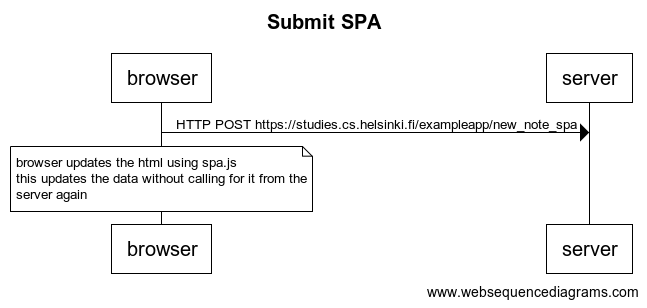 Submit SPA
browser
server
HTTP POST https://studies.cs.helsinki.fi/exampleapp/new_note_spa
browser updates the html using spa.js
this updates the data without calling for it from the
server again
browser
server
www.websequencediagrams.com